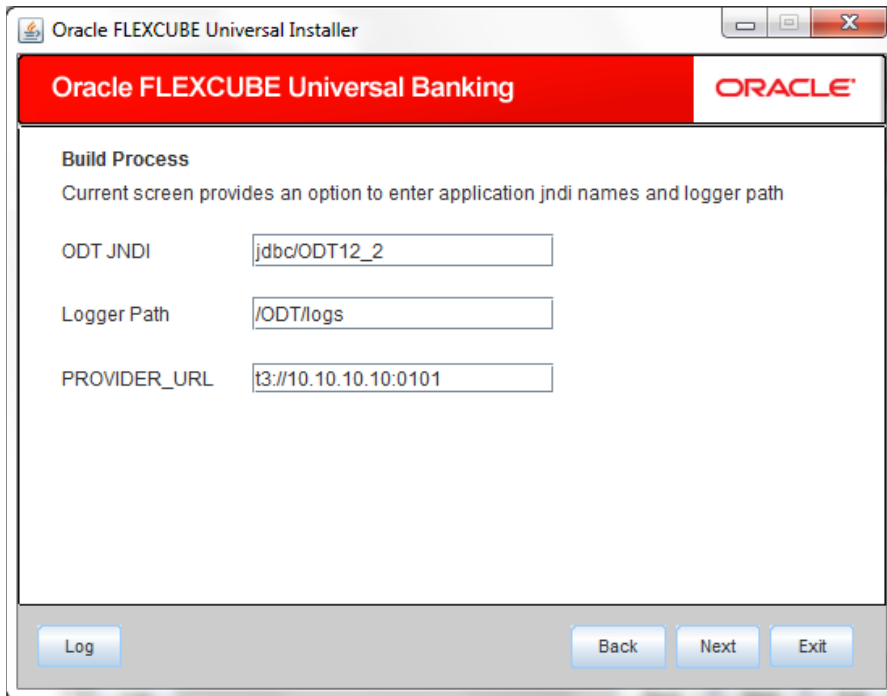 Oracle FLEXCUBE Universal Installer
Oracle FLEXCUBE Universal Banking
ORACLE
Build Process
Current screen provides an option to enter application jndi names and logger path
ODT JNDI jdbc/ODT12_2
Logger Path /ODT/logs
PROVIDER_URL t3://10.10.10.10:0101
Log Back Next Exit